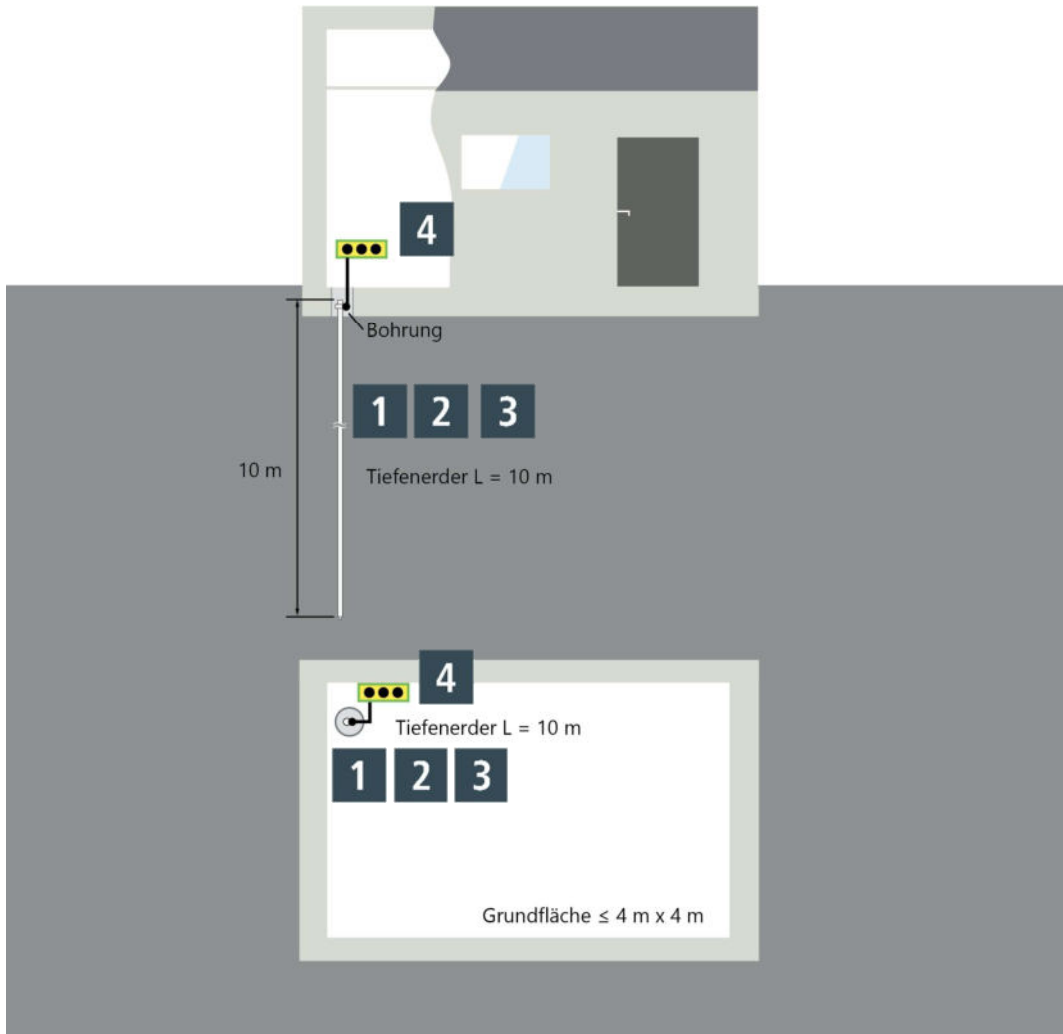 4
Bohrung
1 2 3
10 m
Tiefenerder L = 10 m
4
Tiefenerder L = 10 m
1 2 3
Grundfläche ≤ 4 m x 4 m